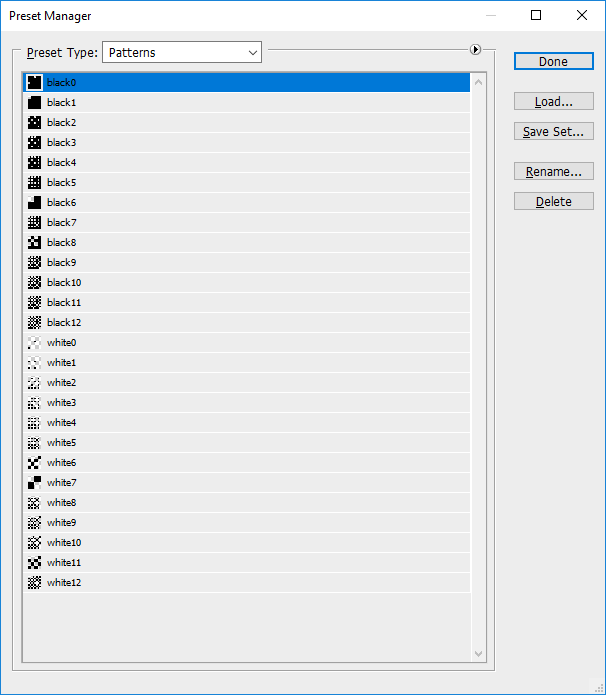 Preset Manager
Preset Type: Patterns
Done
black0
black1
Load...
black2
Save Set...
black3
black4
Rename...
black5
black6
Delete
black7
black8
black9
black10
black11
black12
white0
white1
white2
white3
white4
white5
white6
white7
white8
white9
white10
white11
white12